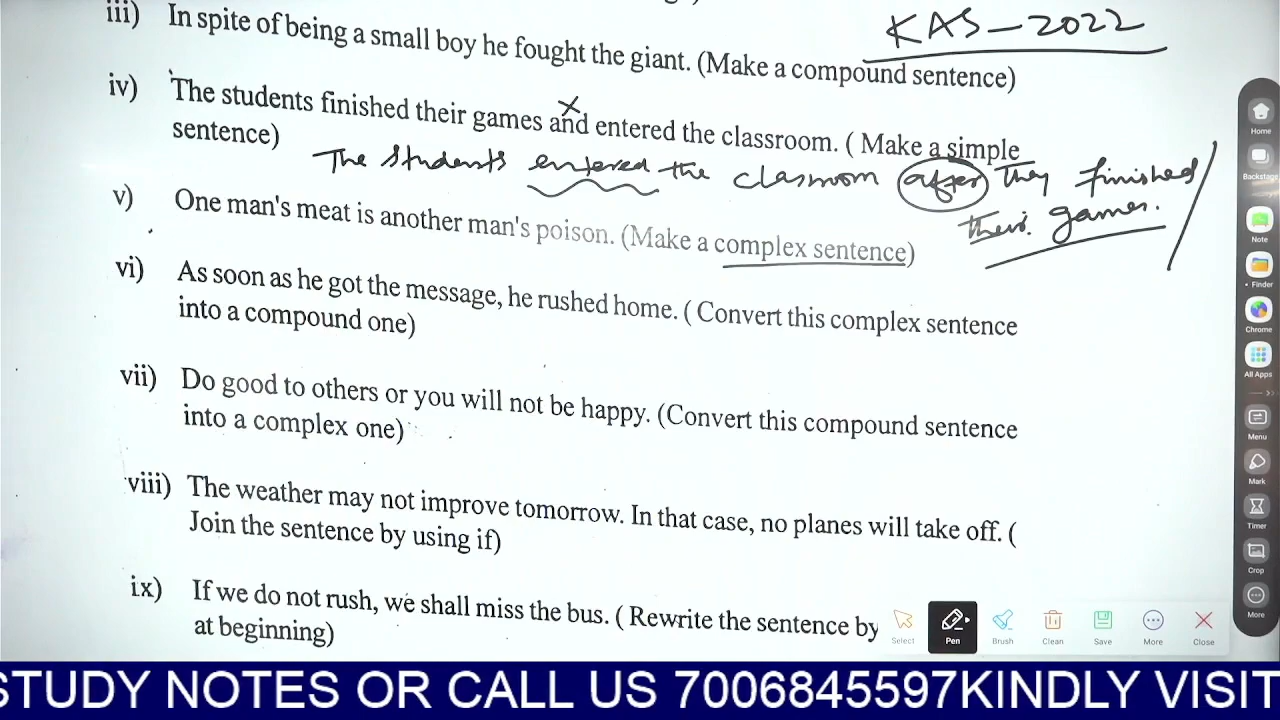 iii) In spite of being a small boy he fought the giant. (Make a compound sentence)
KAS-2022
iv) The students finished their games and entered the classroom. ( Make a simple
sentence)
x
The students entered the classroom after they finished
their games.
v) One man's meat is another man's poison. (Make a complex sentence)
vi) As soon as he got the message, he rushed home. ( Convert this complex sentence
into a compound one)
vii) Do good to others or you will not be happy. (Convert this compound sentence
into a complex one)
viii) The weather may not improve tomorrow. In that case, no planes will take off. (
Join the sentence by using if)
ix) If we do not rush, we shall miss the bus. ( Rewrite the sentence by
at beginning)
Home
Backstage
Note
Finder
Chrome
All Apps
Menu
Mark
Timer
Crop
More
Select
Pen
Brush
Clean
Save
More
Close
STUDY NOTES OR CALL US 7006845597KINDLY VISIT